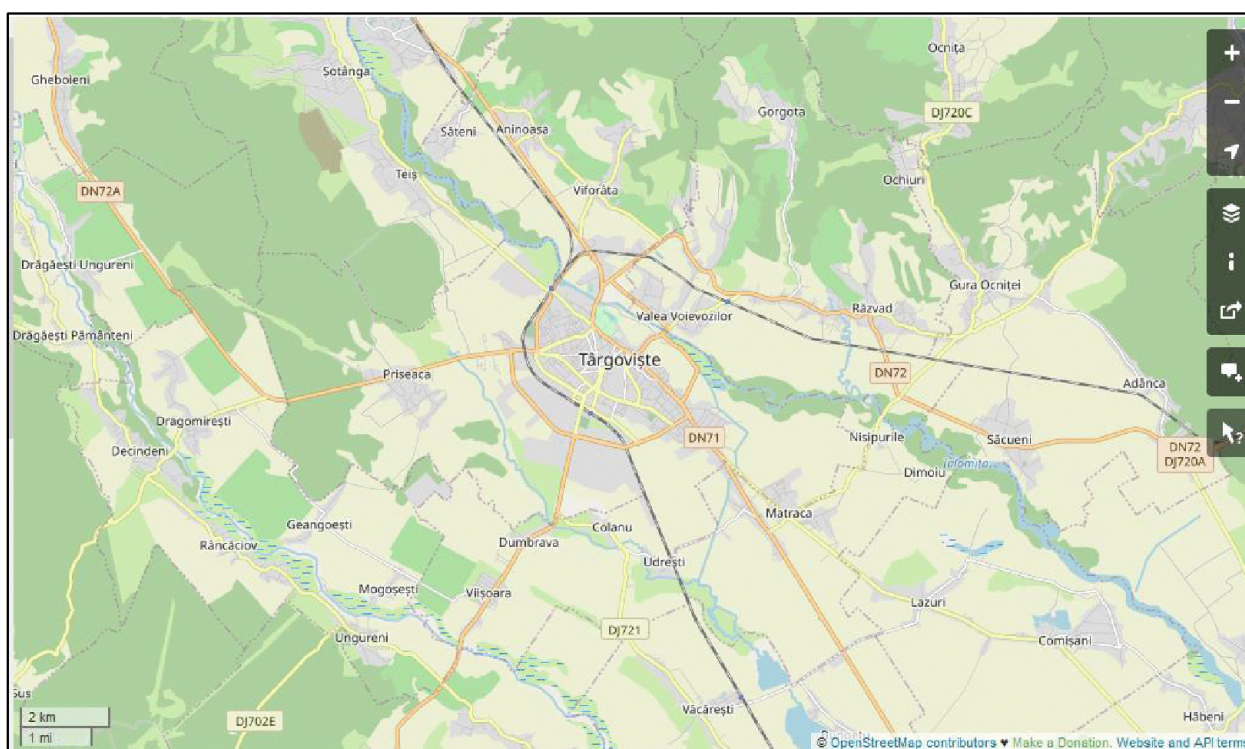 Gheboieni
Șotânga
Ocnița
DJ720C
Gorgota
Săteni
Aninoasa
Teiș
Ochiuri
DN72A
Viforâta
Drăgăești Ungureni
Gura Ocniței
Răzvad
Valea Voievozilor
Drăgăești Pământeni
Târgoviște
Priseaca
DN72
Adânca
Dragomirești
DN71
Nisipurile
Săcueni
Decindeni
DN72
DJ720A
Ialomița
Dimoiu
Matraca
Geangoești
Colanu
Râncăciov
Dumbrava
Udrești
Mogoșești
Viișoara
Lazuri
DJ721
Ungureni
Comișani
Sus
Văcărești
Hăbeni
2 km
1 mi
DJ702E
© OpenStreetMap contributors ♥ Make a Donation. Website and API terms